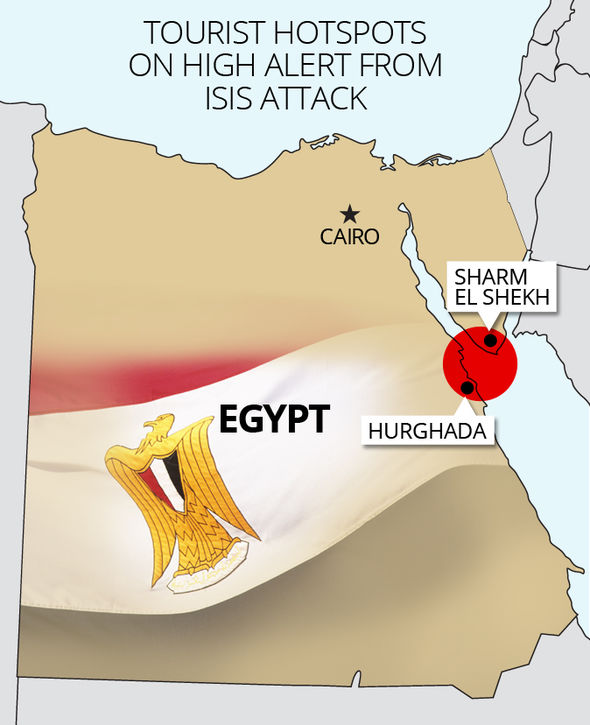 TOURIST HOTSPOTS
ON HIGH ALERT FROM
ISIS ATTACK
CAIRO
SHARM
EL SHEKH
EGYPT
HURGHADA